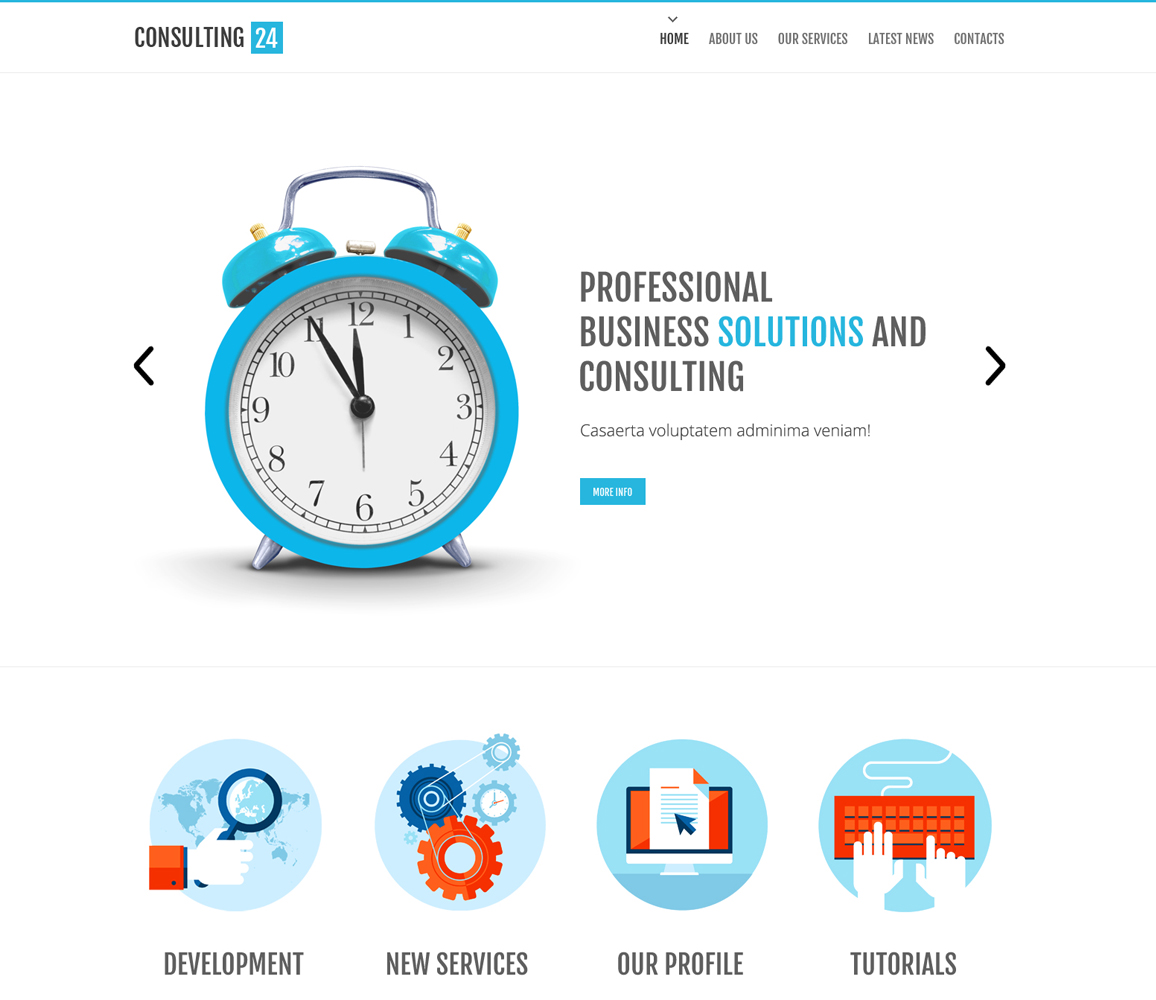 CONSULTING 24
HOME ABOUT US OUR SERVICES LATEST NEWS CONTACTS
12
11 1
10 2
9 3
8 4
7 5
6
PROFESSIONAL
BUSINESS SOLUTIONS AND
CONSULTING
Casaerta voluptatem adminima veniam!
MORE INFO
DEVELOPMENT NEW SERVICES OUR PROFILE TUTORIALS